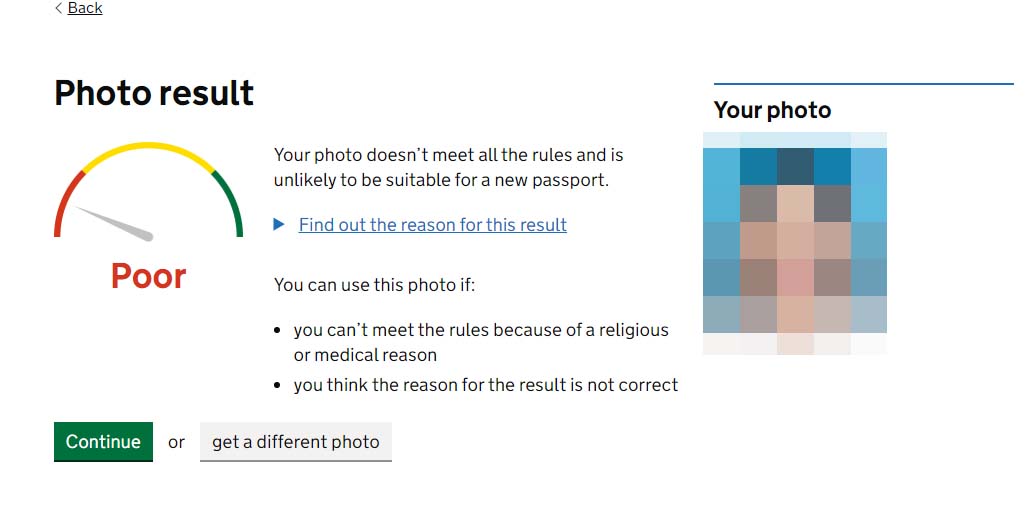 Back
Photo result
Your photo
Your photo doesn't meet all the rules and is
unlikely to be suitable for a new passport.
Find out the reason for this result
Poor
You can use this photo if:
you can't meet the rules because of a religious
or medical reason
you think the reason for the result is not correct
Continue or get a different photo